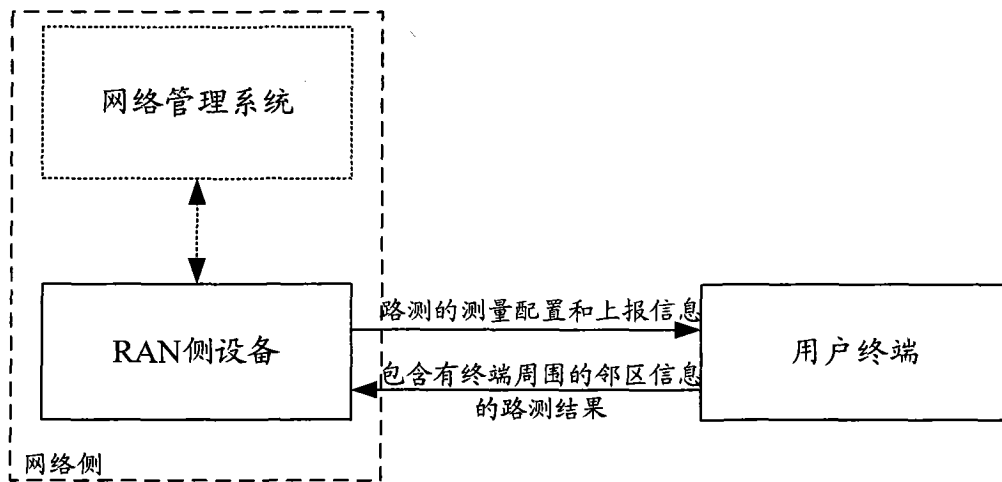 网络管理系统
路测的测量配置和上报信息
RAN侧设备
用户终端
包含有终端周围的邻区信息
的路测结果
网络侧